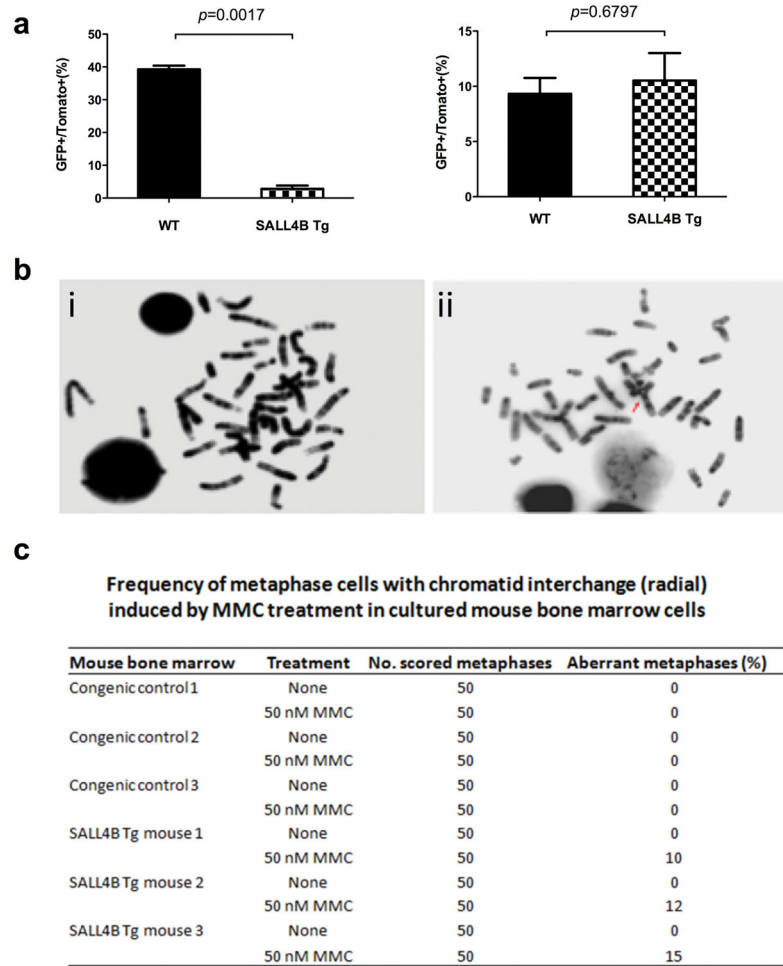 a
p=0.0017
GFP+/Tomato+(%)
50
40
30
20
10
0
WT
SALL4B Tg
p=0.6797
GFP+/Tomato+(%)
15
10
5
0
WT
SALL4B Tg
b
i
ii
c
Frequency of metaphase cells with chromatid interchange (radial)
induced by MMC treatment in cultured mouse bone marrow cells
Mouse bone marrow Treatment No. scored metaphases Aberrant metaphases (%)
Congenic control 1 None 50 0
50 nM MMC 50 0
Congenic control 2 None 50 0
50 nM MMC 50 0
Congenic control 3 None 50 0
50 nM MMC 50 0
SALL4B Tg mouse 1 None 50 0
50 nM MMC 50 10
SALL4B Tg mouse 2 None 50 0
50 nM MMC 50 12
SALL4B Tg mouse 3 None 50 0
50 nM MMC 50 15